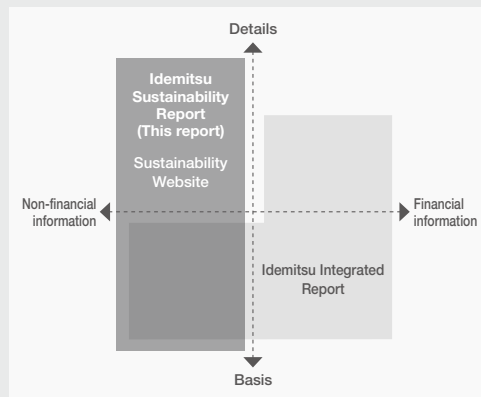 Details
Idemitsu
Sustainability
Report
(This report)
Sustainability
Website
Non-financial
information
Financial
information
Idemitsu Integrated
Report
Basis